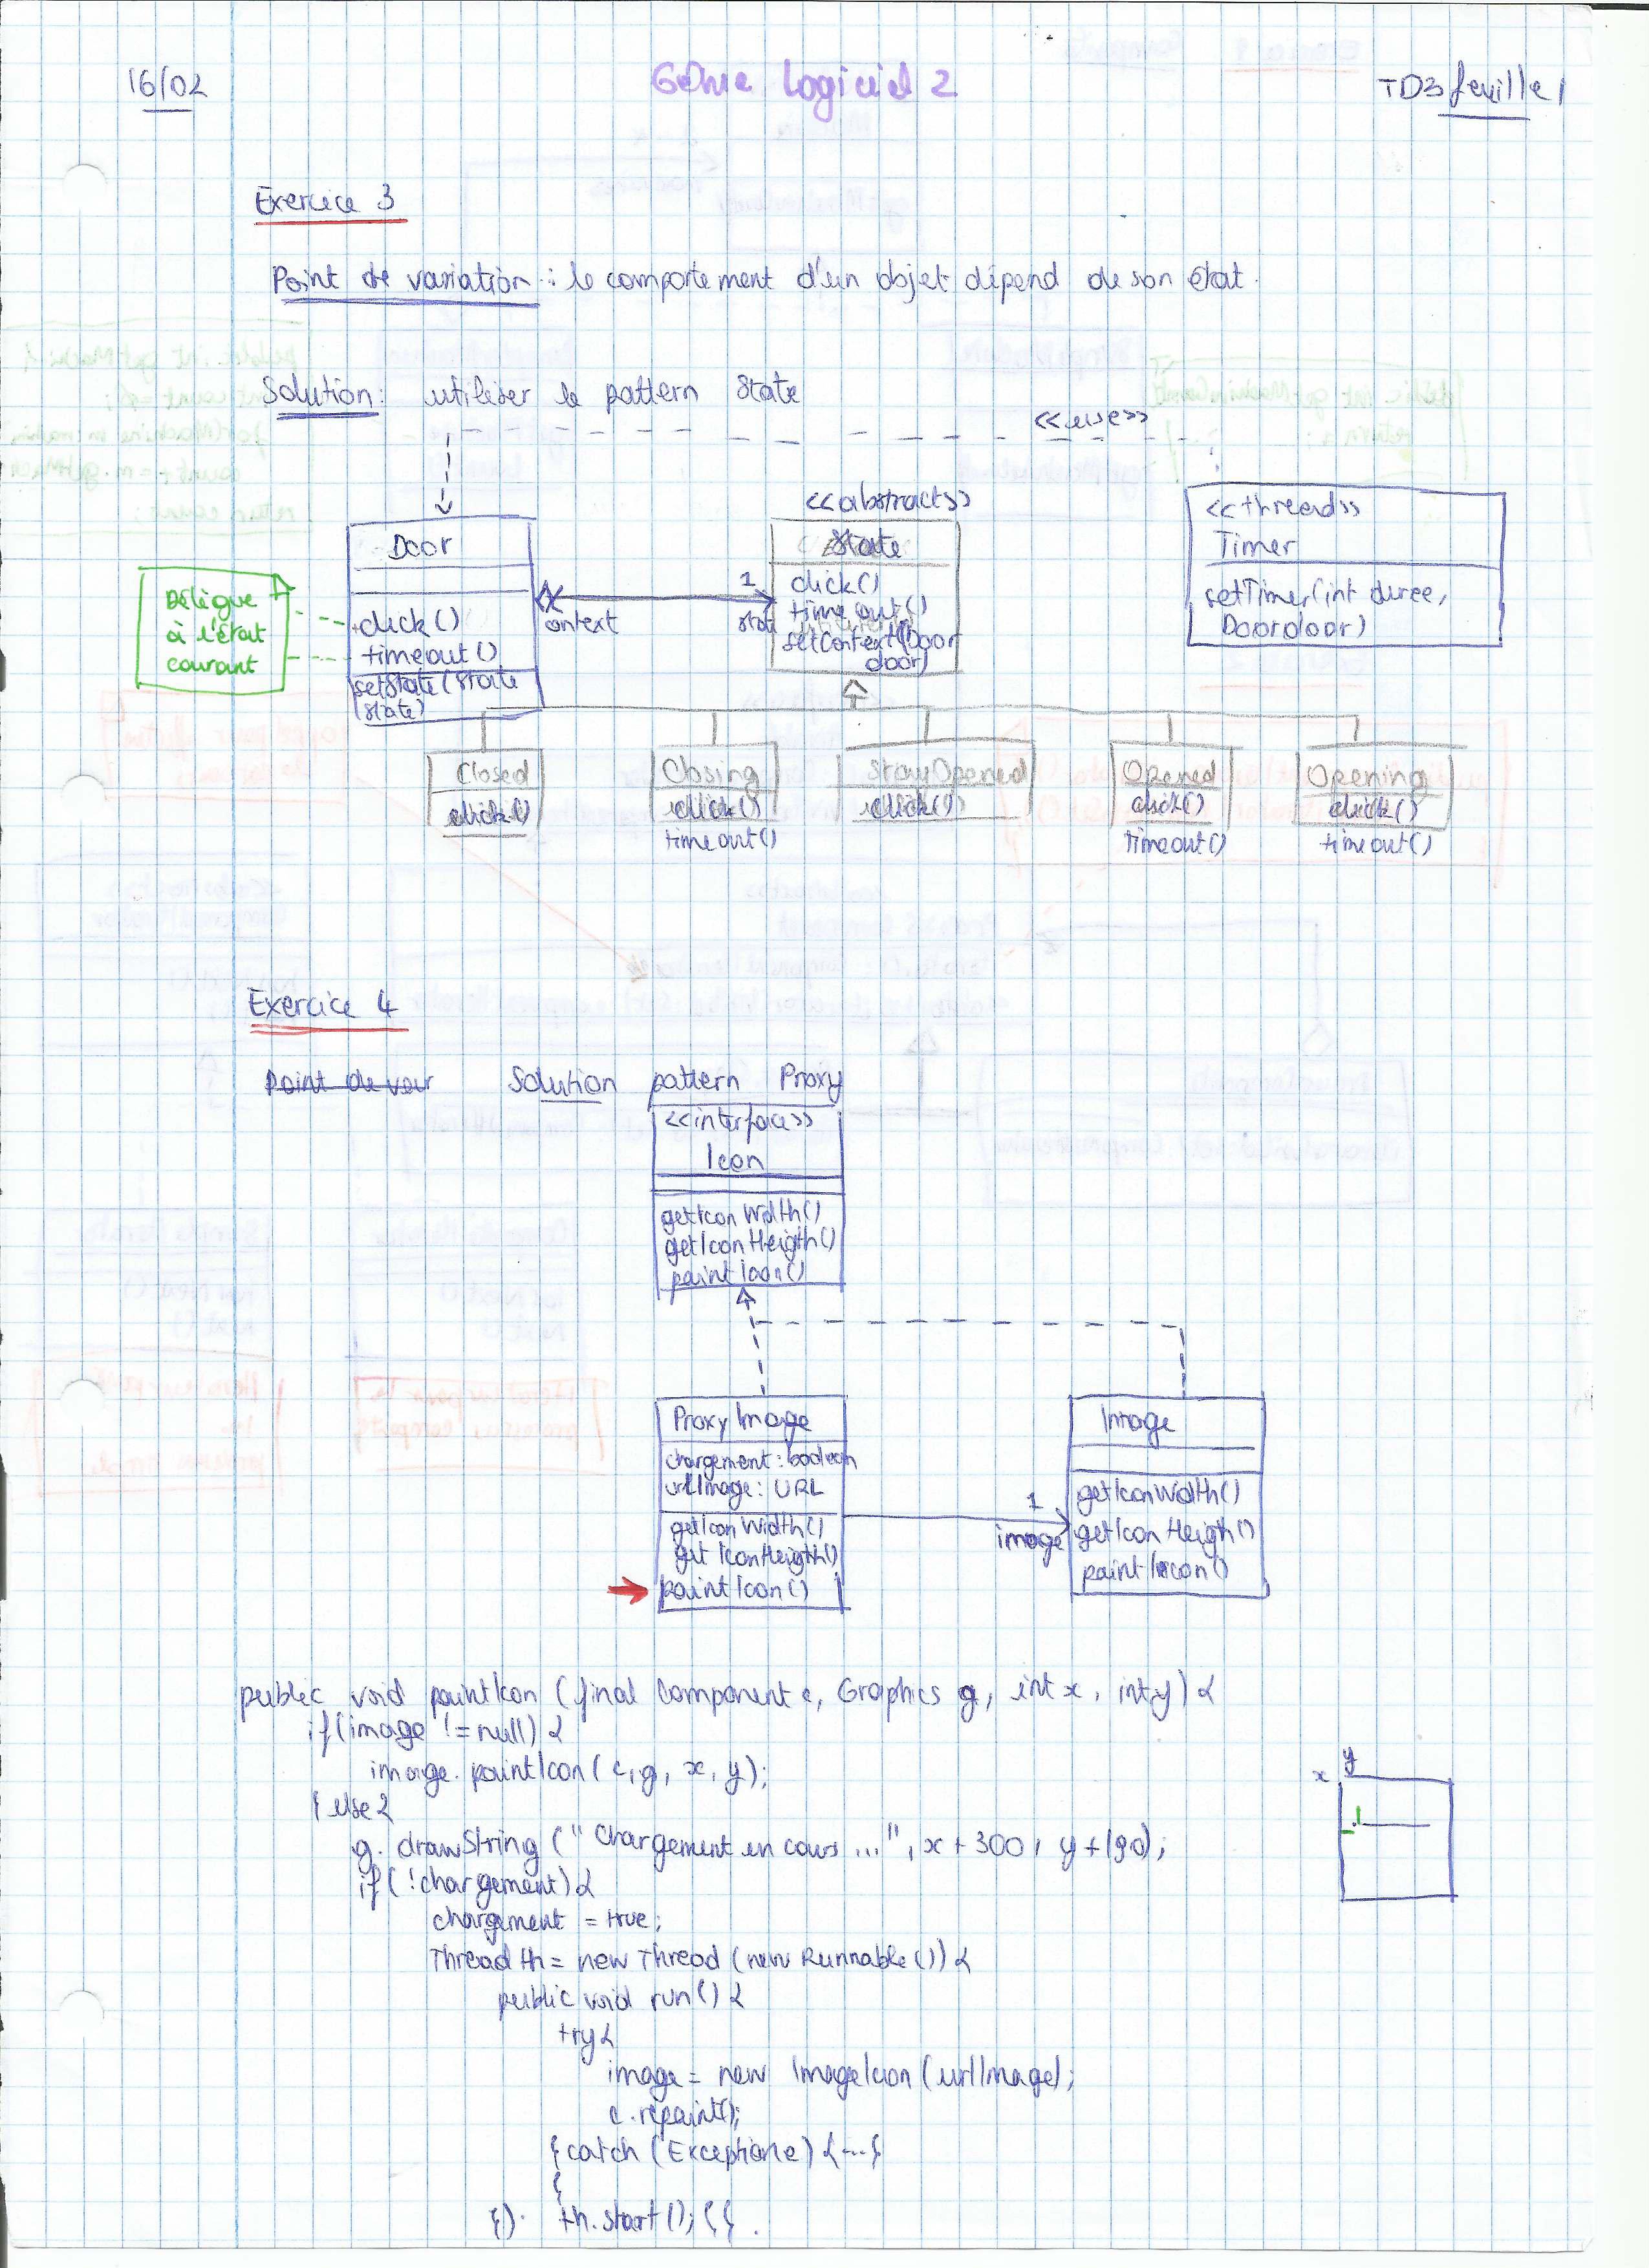 16/02
Génie Logiciel 2
TD3 feuille 1
Exercice 3
Point de variation : le comportement d'un objet dépend de son état.
Solution : utiliser le pattern State
<<use>>
Door
click()
timeout()
setState(State
state)
Délègue
à l'état
courant
context
1
state
<<abstract>>
State
click()
timeout()
setContext(Door
door)
<<thread>>
Timer
setTimer(int duree,
Door door)
Closed
click()
Closing
click()
timeout()
StayOpened
click()
Opened
click()
timeout()
Opening
click()
timeout()
Exercice 4
Point de var
Solution pattern Proxy
<<interface>>
Icon
getIconWidth()
getIconHeigth()
paintIcon()
Proxy Image
chargement : boolean
urlImage : URL
getIconWidth()
getIconHeigth()
paintIcon()
1
image
Image
getIconWidth()
getIconHeigh()
paintIcon()
public void paintIcon (final Component c, Graphics g, int x, int y) {
if (image != null) {
image.paintIcon(c, g, x, y);
} else {
g.drawString ("Chargement en cours ...", x + 300, y + 190);
if (!chargement) {
chargement = true;
Thread th = new Thread (new Runnable()) {
public void run() {
try {
image = new ImageIcon (urlImage);
c.repaint();
} catch (Exception e) {...}
}
}). th.start(); } } .
y
x